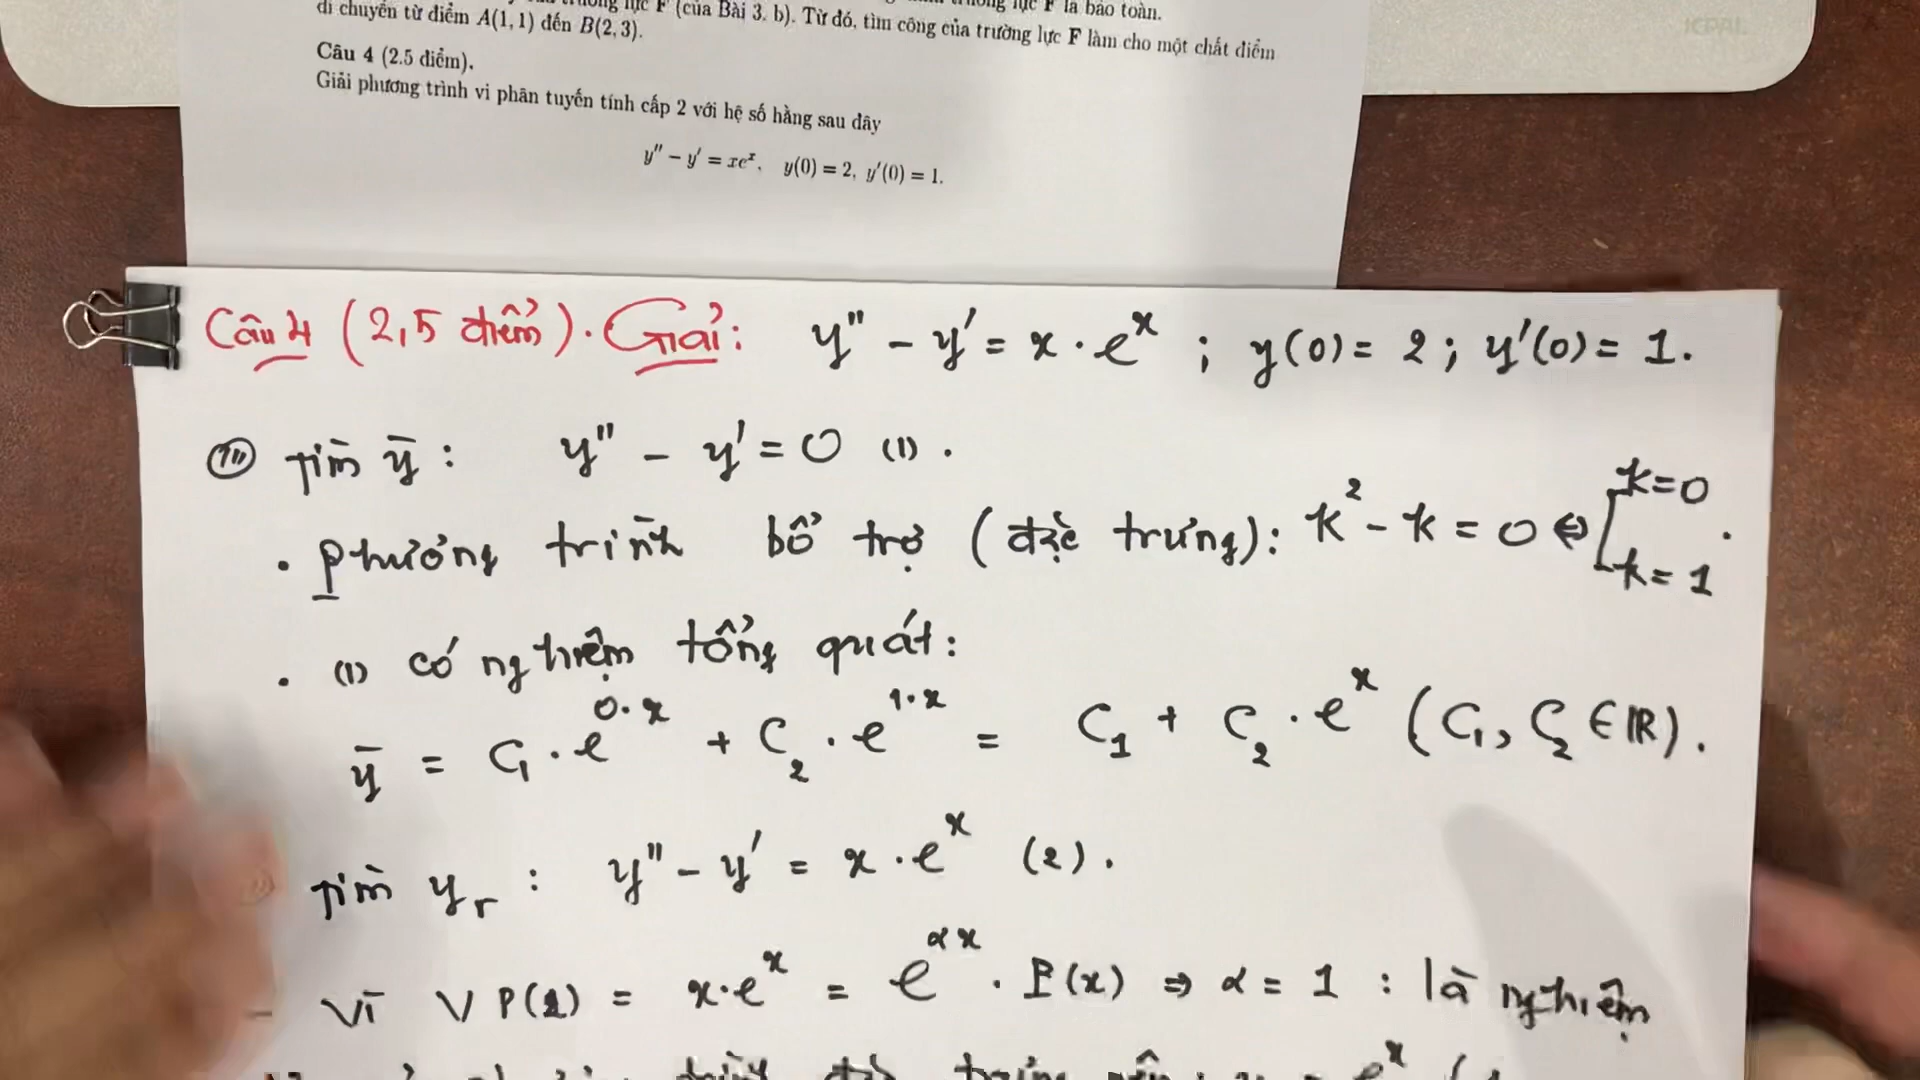 trường lực F (của Bài 3. b). Từ đó, tìm công của trường lực F làm cho một chất điểm
lực F là bảo toàn.
di chuyển từ điểm A(1, 1) đến B(2, 3).
Câu 4 (2.5 điểm).
Giải phương trình vi phân tuyến tính cấp 2 với hệ số hằng sau đây
y″ − y′ = xeˣ, y(0) = 2, y′(0) = 1.
Câu 4 (2,5 điểm). Giải: y″ − y′ = x · eˣ ; y(0) = 2 ; y′(0) = 1.
Tìm ȳ : y″ − y′ = 0 (1).
• Phương trình bổ trợ (đặc trưng): k² − k = 0 ⇔ [ k = 0
k = 1 .
• (1) có nghiệm tổng quát:
ȳ = C₁ · e^{0·x} + C₂ · e^{1·x} = C₁ + C₂ · eˣ (C₁, C₂ ∈ ℝ).
Tìm yᵣ : y″ − y′ = x · eˣ (2).
− Vì VP(2) = x·eˣ = e^{αx} · P(x) ⇒ α = 1 : là nghiệm